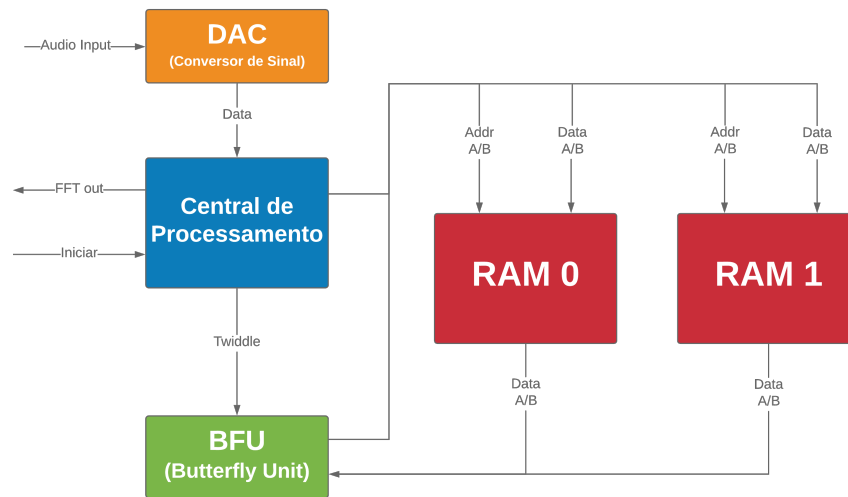 DAC
(Conversor de Sinal)
Audio Input
Data
Addr
A/B
Data
A/B
Addr
A/B
Data
A/B
FFT out
Central de
Processamento
Iniciar
RAM 0
RAM 1
Twiddle
Data
A/B
Data
A/B
BFU
(Butterfly Unit)